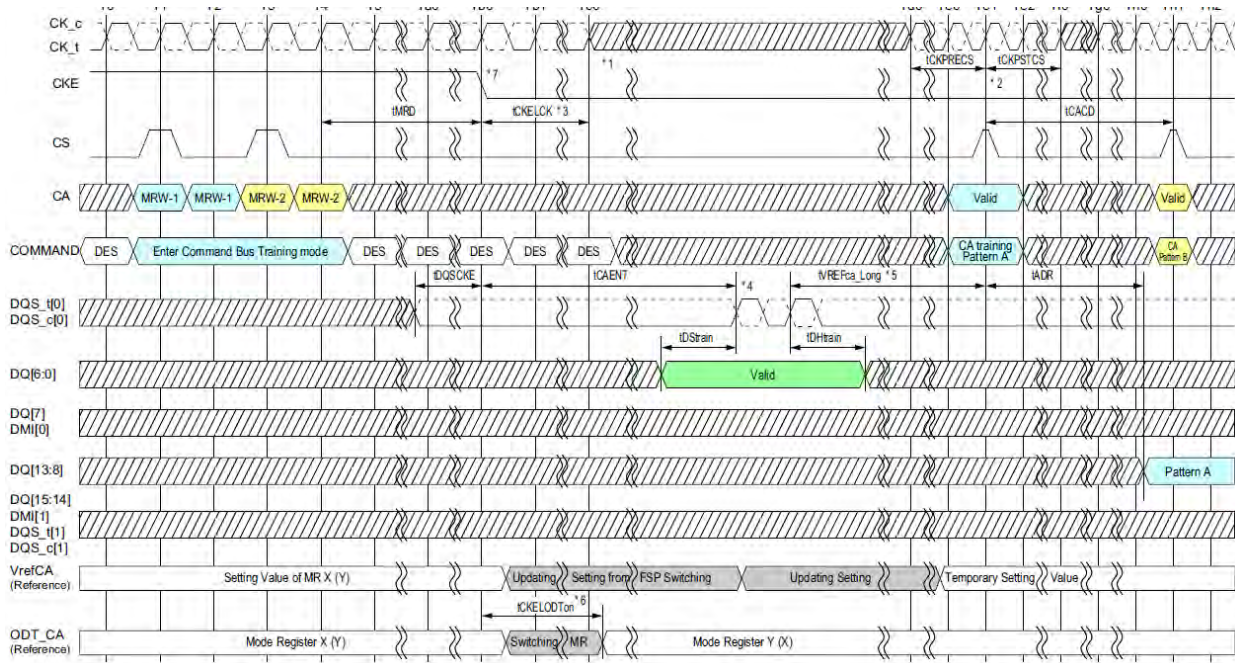 CK_c
CK_t
*1
tCKPRECS
tCKPSTCS
CKE
*7
*2
tMRD
tCKELCK *3
tCACD
CS
CA
MRW-1
MRW-1
MRW-2
MRW-2
Valid
Valid
COMMAND
DES
Enter Command Bus Training mode
DES
DES
DES
DES
DES
CA training
Pattern A
CA
Pattern B
tDQSCKE
tCAENT
*4
tVREFca_Long *5
tADR
DQS_t[0]
DQS_c[0]
tDStrain
tDHtrain
DQ[6:0]
Valid
DQ[7]
DMI[0]
DQ[13:8]
Pattern A
DQ[15:14]
DMI[1]
DQS_t[1]
DQS_c[1]
VrefCA
(Reference)
Setting Value of MR X (Y)
Updating Setting from FSP Switching
Updating Setting
Temporary Setting Value
tCKELODTon *6
ODT_CA
(Reference)
Mode Register X (Y)
Switching MR
Mode Register Y (X)